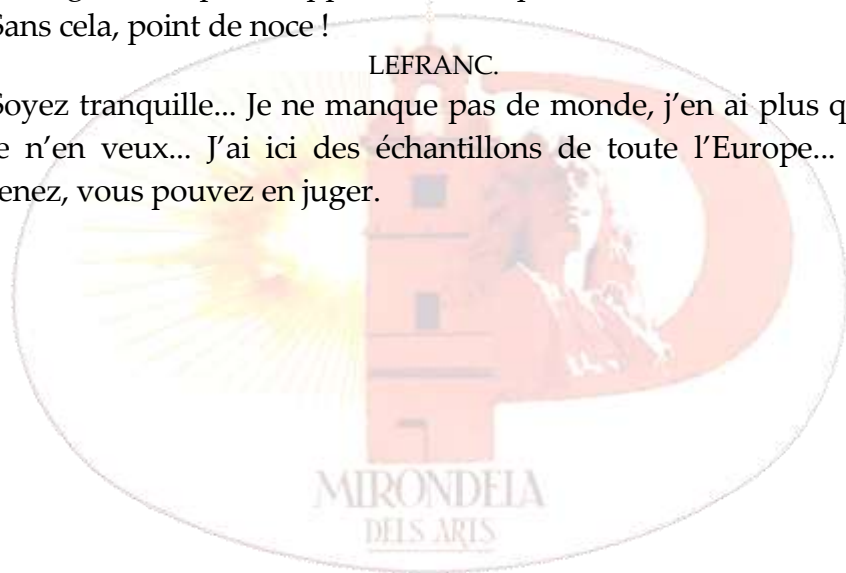 Sans cela, point de noce !
LEFRANC.
Soyez tranquille... Je ne manque pas de monde, j'en ai plus
n'en veux... J'ai ici des échantillons de toute l'Europe...
vous pouvez en juger.
MIRONDELA
DELS ARTS